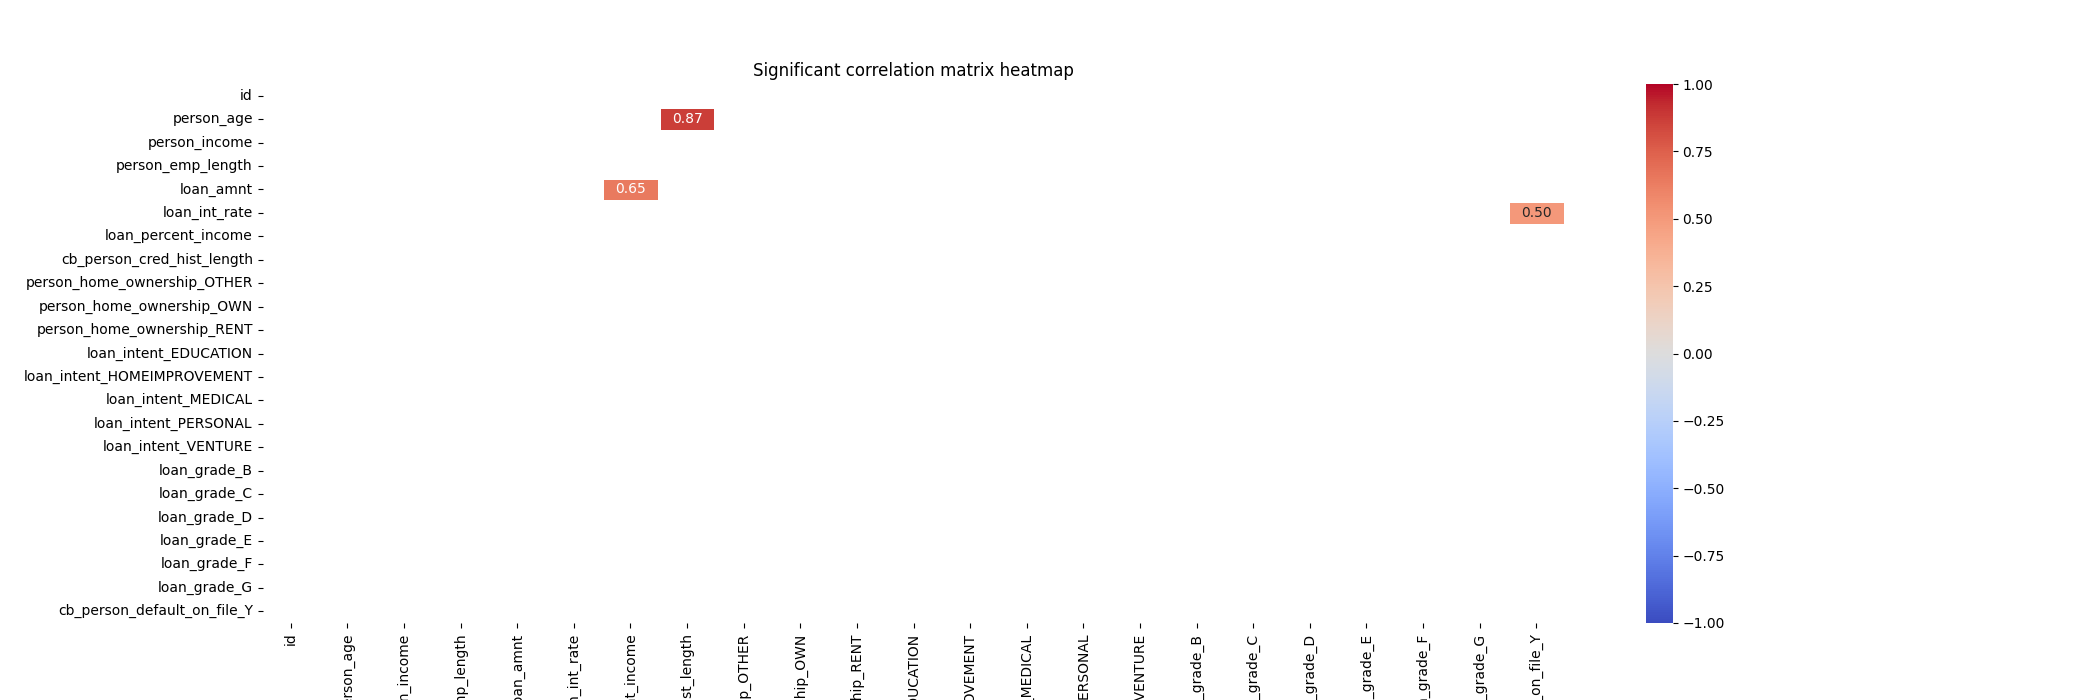 Significant correlation matrix heatmap
id
person_age
person_income
person_emp_length
loan_amnt
loan_int_rate
loan_percent_income
cb_person_cred_hist_length
person_home_ownership_OTHER
person_home_ownership_OWN
person_home_ownership_RENT
loan_intent_EDUCATION
loan_intent_HOMEIMPROVEMENT
loan_intent_MEDICAL
loan_intent_PERSONAL
loan_intent_VENTURE
loan_grade_B
loan_grade_C
loan_grade_D
loan_grade_E
loan_grade_F
loan_grade_G
cb_person_default_on_file_Y
0.87
0.65
0.50
id
rson_age
n_income
np_length
oan_amnt
n_int_rate
t_income
st_length
p_OTHER
hip_OWN
hip_RENT
DUCATION
OVEMENT
_MEDICAL
ERSONAL
VENTURE
_grade_B
_grade_C
_grade_D
_grade_E
_grade_F
_grade_G
_on_file_Y
1.00
0.75
0.50
0.25
0.00
−0.25
−0.50
−0.75
−1.00